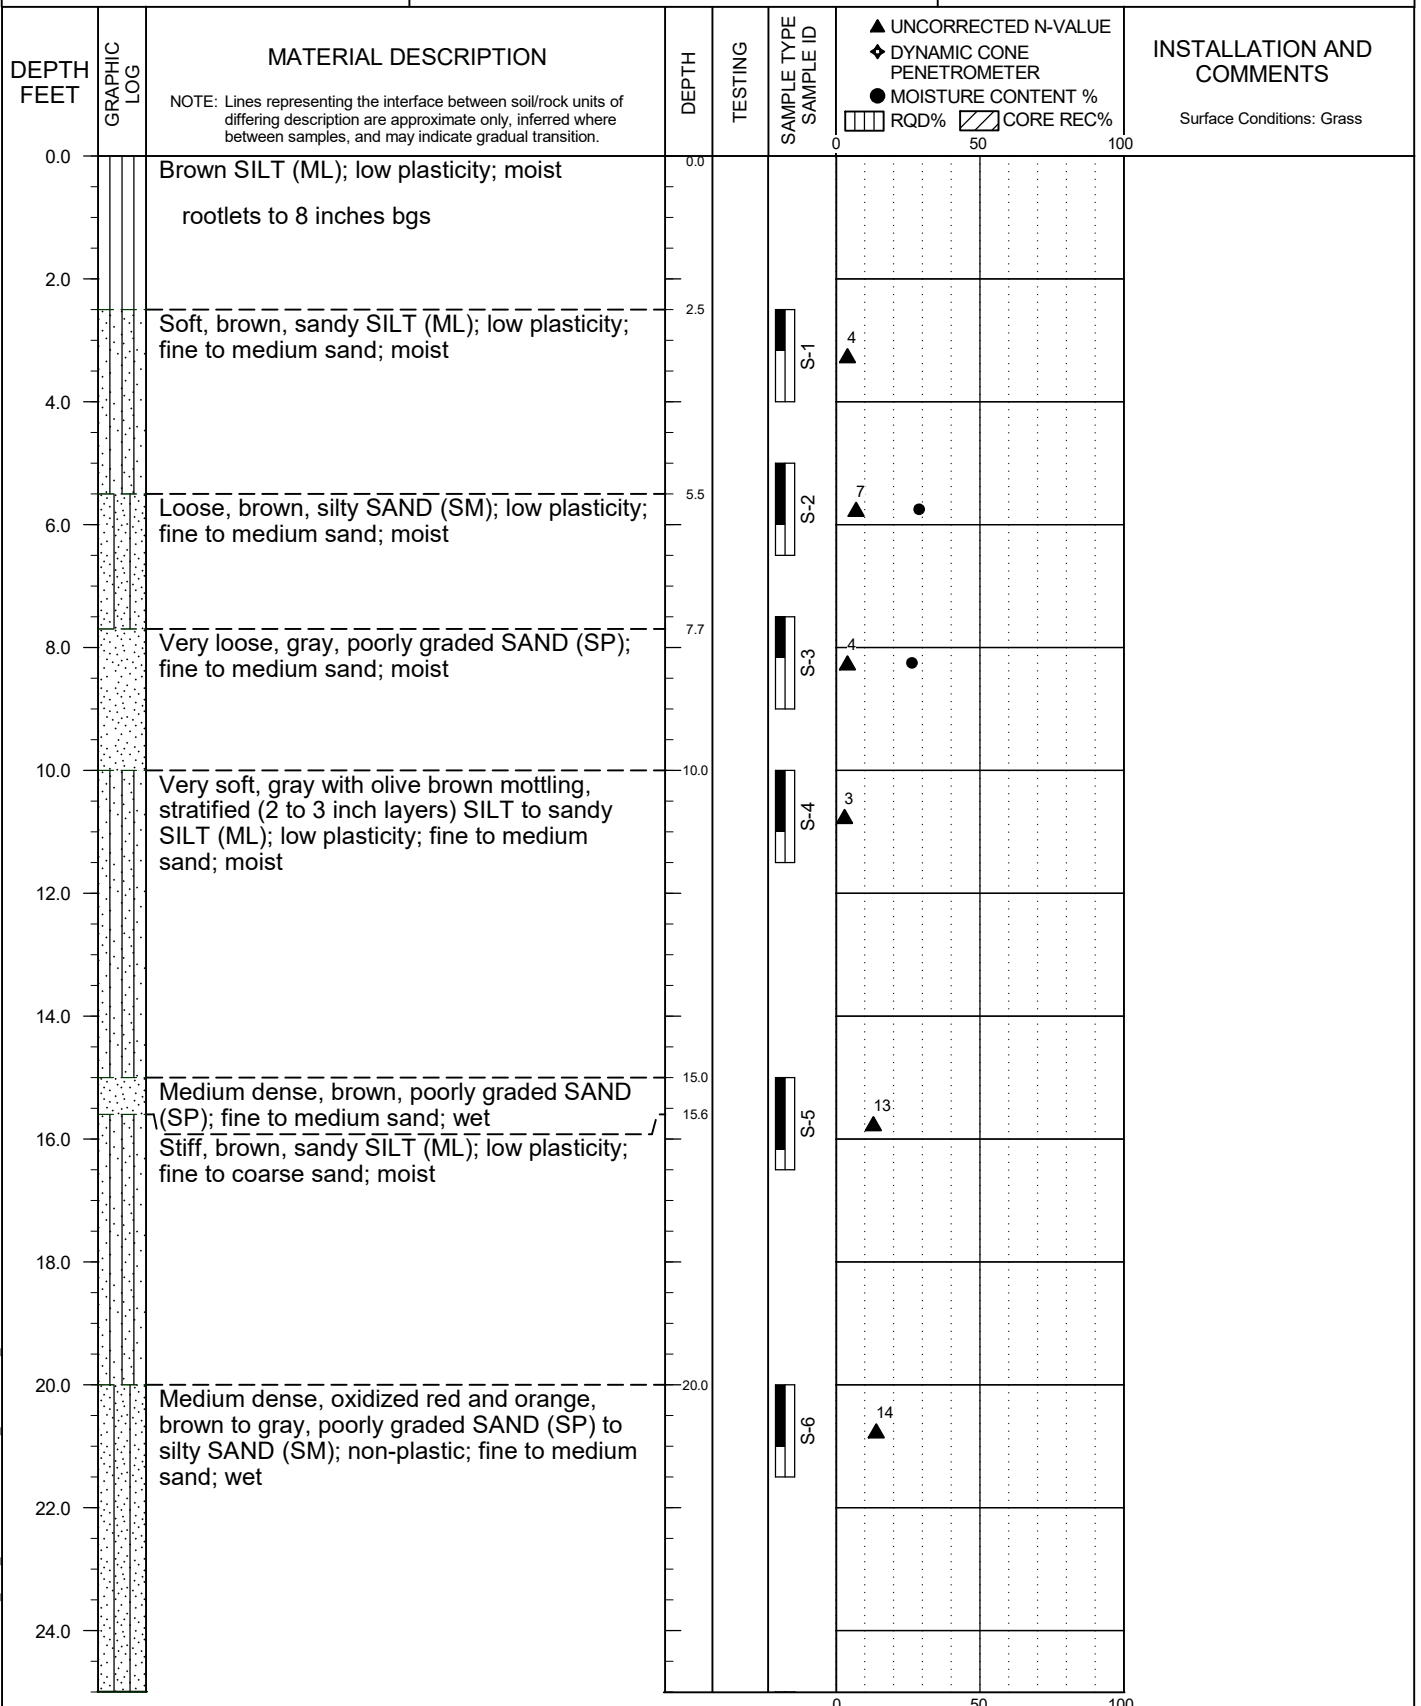 DEPTH
FEET
GRAPHIC
LOG
MATERIAL DESCRIPTION
NOTE: Lines representing the interface between soil/rock units of
differing description are approximate only, inferred where
between samples, and may indicate gradual transition.
DEPTH
TESTING
SAMPLE TYPE
SAMPLE ID
UNCORRECTED N-VALUE
DYNAMIC CONE
PENETROMETER
MOISTURE CONTENT %
RQD% CORE REC%
0 50 100
INSTALLATION AND
COMMENTS
Surface Conditions: Grass
0.0
Brown SILT (ML); low plasticity; moist
0.0
rootlets to 8 inches bgs
2.0
2.5
Soft, brown, sandy SILT (ML); low plasticity;
fine to medium sand; moist
S-1
4
4.0
5.5
Loose, brown, silty SAND (SM); low plasticity;
fine to medium sand; moist
S-2
7
6.0
7.7
Very loose, gray, poorly graded SAND (SP);
fine to medium sand; moist
S-3
4
8.0
10.0
10.0
Very soft, gray with olive brown mottling,
stratified (2 to 3 inch layers) SILT to sandy
SILT (ML); low plasticity; fine to medium
sand; moist
S-4
3
12.0
14.0
15.0
Medium dense, brown, poorly graded SAND
(SP); fine to medium sand; wet
15.6
S-5
13
16.0
Stiff, brown, sandy SILT (ML); low plasticity;
fine to coarse sand; moist
18.0
20.0
20.0
Medium dense, oxidized red and orange,
brown to gray, poorly graded SAND (SP) to
silty SAND (SM); non-plastic; fine to medium
sand; wet
S-6
14
22.0
24.0
0 50 100